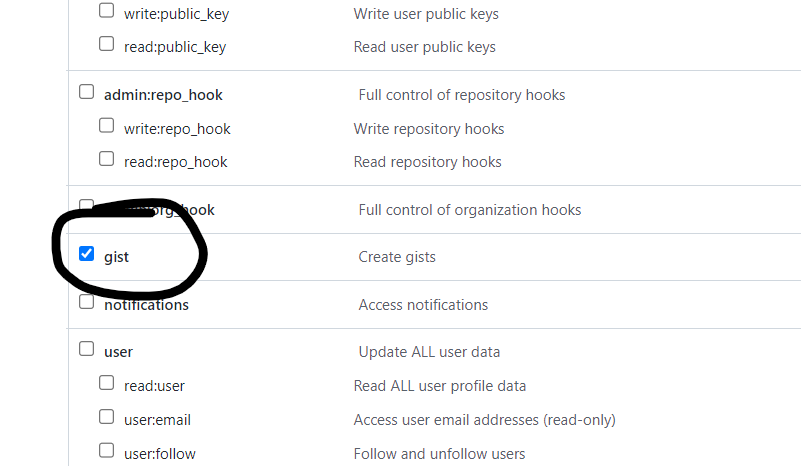 write:public_key Write user public keys
read:public_key Read user public keys
admin:repo_hook Full control of repository hooks
write:repo_hook Write repository hooks
read:repo_hook Read repository hooks
org_hook Full control of organization hooks
gist Create gists
notifications Access notifications
user Update ALL user data
read:user Read ALL user profile data
user:email Access user email addresses (read-only)
user:follow Follow and unfollow users